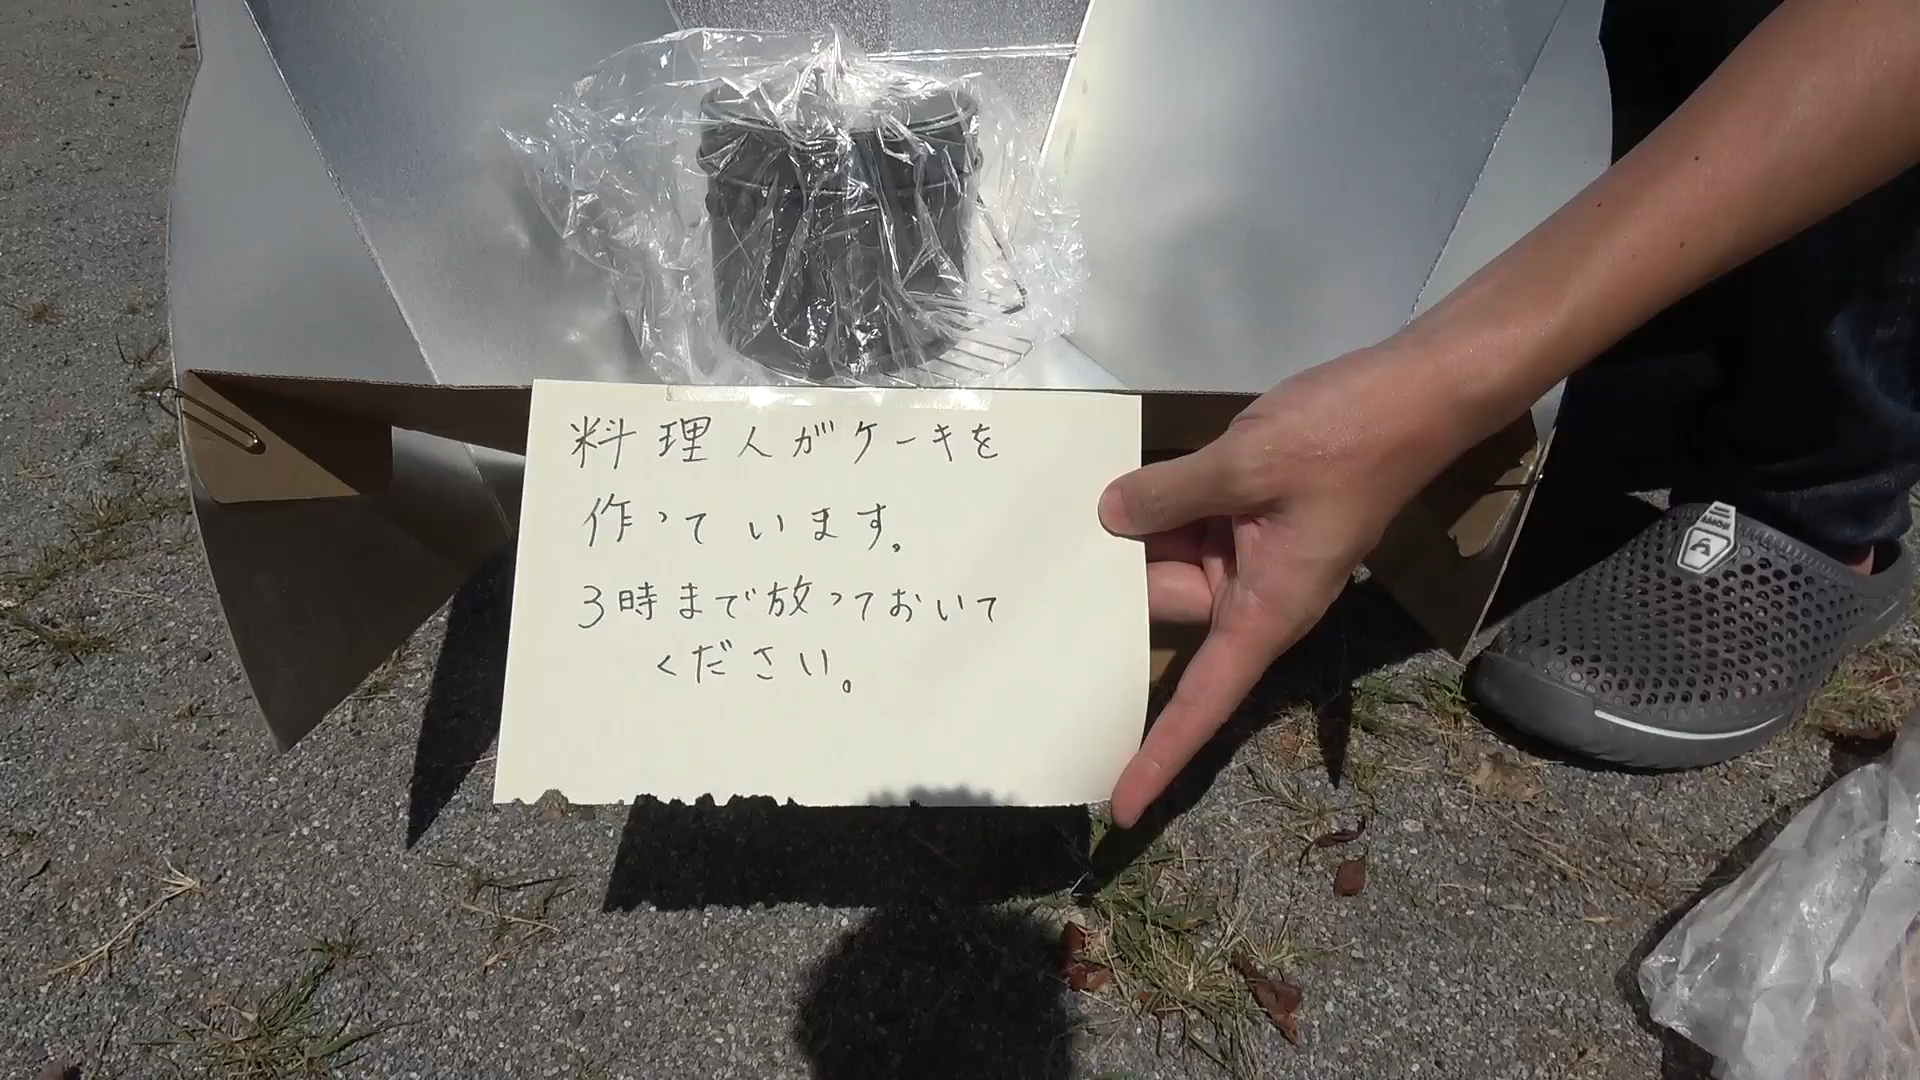 料理人がケーキを
作っています。
3時まで放っておいて
ください。